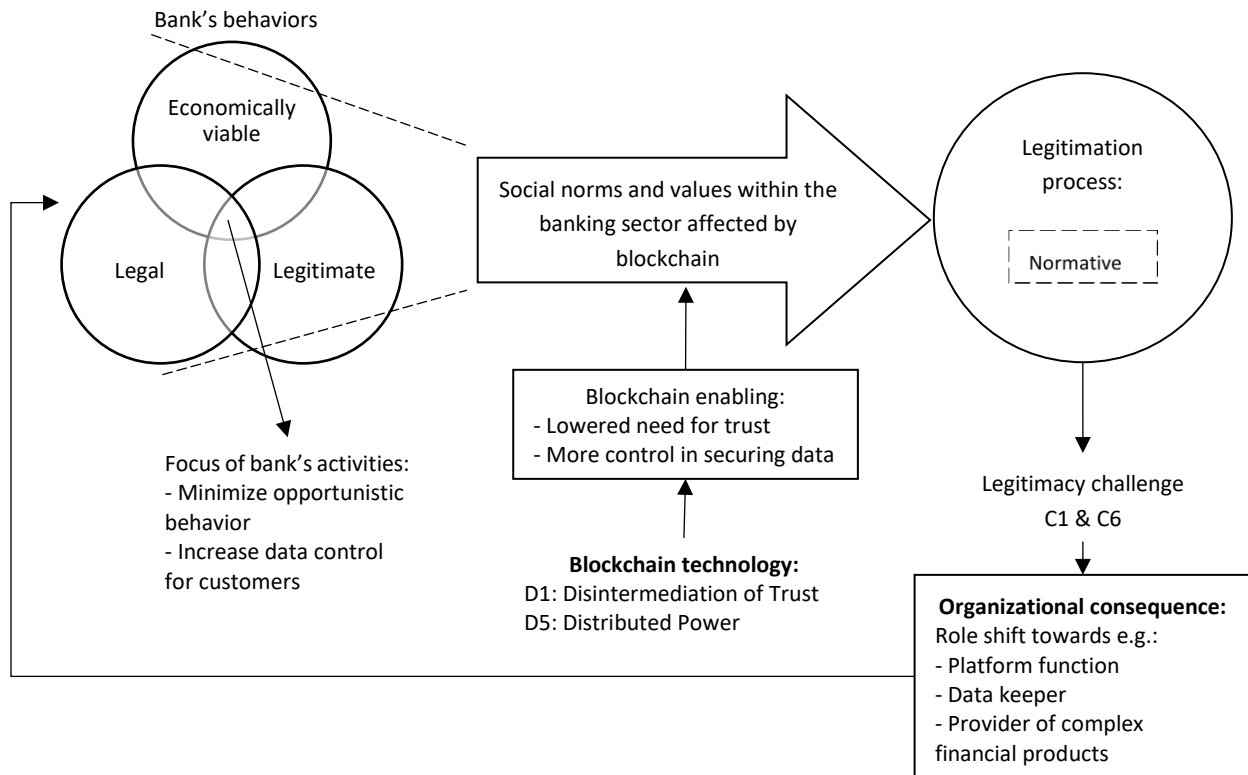 Bank's behaviors
Economically
viable
Legal
Legitimate
Focus of bank's activities:
- Minimize opportunistic
behavior
- Increase data control
for customers
Social norms and values within the
banking sector affected by
blockchain
Blockchain enabling:
- Lowered need for trust
- More control in securing data
Blockchain technology:
D1: Disintermediation of Trust
D5: Distributed Power
Legitimation
process:
Normative
Legitimacy challenge
C1 & C6
Organizational consequence:
Role shift towards e.g.:
- Platform function
- Data keeper
- Provider of complex
financial products